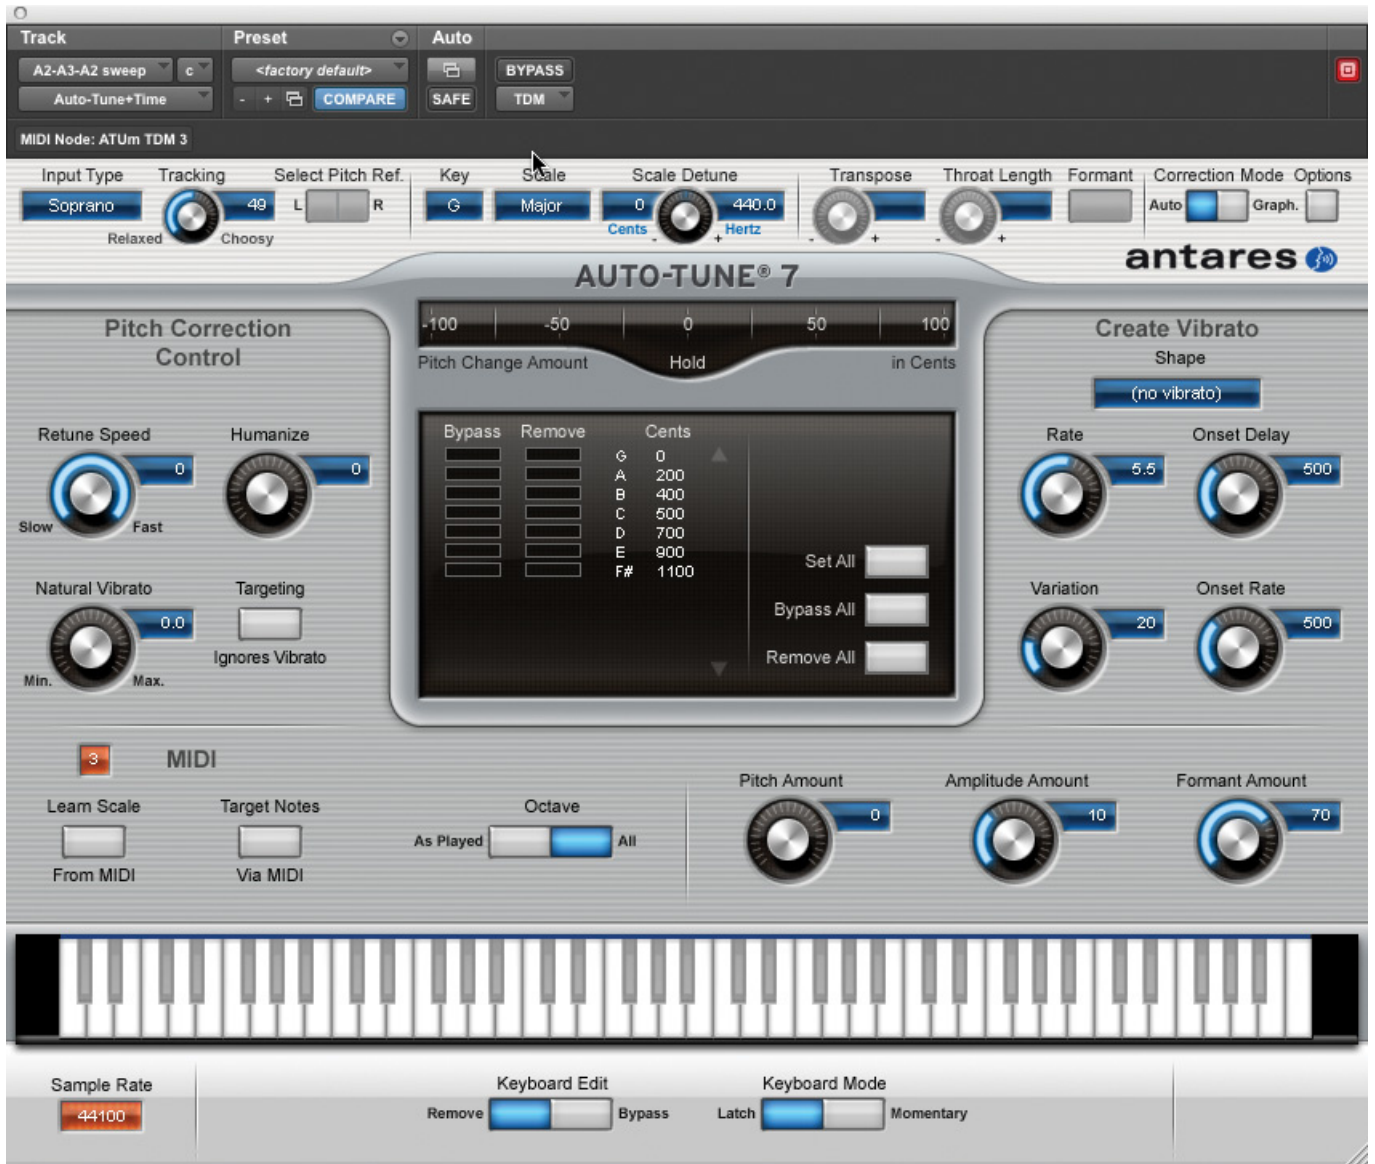 Track Preset Auto
A2-A3-A2 sweep c <factory default> BYPASS
Auto-Tune+Time - + COMPARE SAFE TDM
MIDI Node: ATUm TDM 3
Input Type Tracking Select Pitch Ref. Key Scale Scale Detune Transpose Throat Length Formant Correction Mode Options
Soprano 49 L R G Major 0 440.0 Auto Graph.
Relaxed Choosy Cents - + Hertz - + - +
antares
AUTO-TUNE® 7
-100 -50 0 50 100
Pitch Change Amount Hold in Cents
Pitch Correction
Control
Create Vibrato
Shape
(no vibrato)
Retune Speed Humanize
0 0
Slow Fast
Natural Vibrato Targeting
0.0
Ignores Vibrato
Min. Max.
Bypass Remove Cents
G 0
A 200
B 400
C 500
D 700
E 900
F# 1100
Set All
Bypass All
Remove All
Rate Onset Delay
5.5 500
Variation Onset Rate
20 500
3 MIDI
Learn Scale Target Notes Octave
As Played All
From MIDI Via MIDI
Pitch Amount Amplitude Amount Formant Amount
0 10 70
Sample Rate Keyboard Edit Keyboard Mode
44100 Remove Bypass Latch Momentary